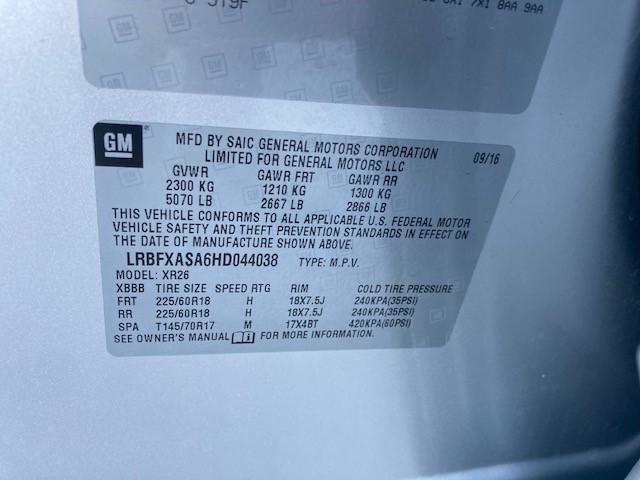 GM
MFD BY SAIC GENERAL MOTORS CORPORATION
LIMITED FOR GENERAL MOTORS LLC
09/16
GVWR GAWR FRT GAWR RR
2300 KG 1210 KG 1300 KG
5070 LB 2667 LB 2866 LB
THIS VEHICLE CONFORMS TO ALL APPLICABLE U.S. FEDERAL MOTOR
VEHICLE SAFETY AND THEFT PREVENTION STANDARDS IN EFFECT ON
THE DATE OF MANUFACTURE SHOWN ABOVE.
LRBFXASA6HD044038 TYPE: M.P.V.
MODEL: XR26
XBBB TIRE SIZE SPEED RTG RIM COLD TIRE PRESSURE
FRT 225/60R18 H 18X7.5J 240KPA(35PSI)
RR 225/60R18 H 18X7.5J 240KPA(35PSI)
SPA T145/70R17 M 17X4BT 420KPA(60PSI)
SEE OWNER'S MANUAL FOR MORE INFORMATION.